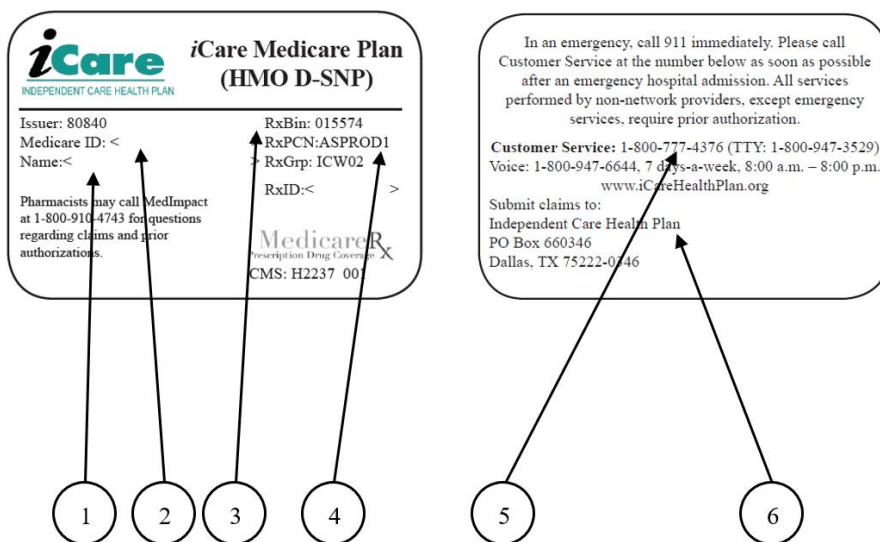 iCare
INDEPENDENT CARE HEALTH PLAN
iCare Medicare Plan
(HMO D-SNP)
Issuer: 80840
Medicare ID: <
Name:< >
RxBin: 015574
RxPCN:ASPROD1
RxGrp: ICW02
RxID:< >
Pharmacists may call MedImpact
at 1-800-910-4743 for questions
regarding claims and prior
authorizations.
MedicareRx
Prescription Drug Coverage
CMS: H2237 001
In an emergency, call 911 immediately. Please call
Customer Service at the number below as soon as possible
after an emergency hospital admission. All services
performed by non-network providers, except emergency
services, require prior authorization.
Customer Service: 1-800-777-4376 (TTY: 1-800-947-3529)
Voice: 1-800-947-6644, 7 days-a-week, 8:00 a.m. – 8:00 p.m.
www.iCareHealthPlan.org
Submit claims to:
Independent Care Health Plan
PO Box 660346
Dallas, TX 75222-0346
1 2 3 4 5 6